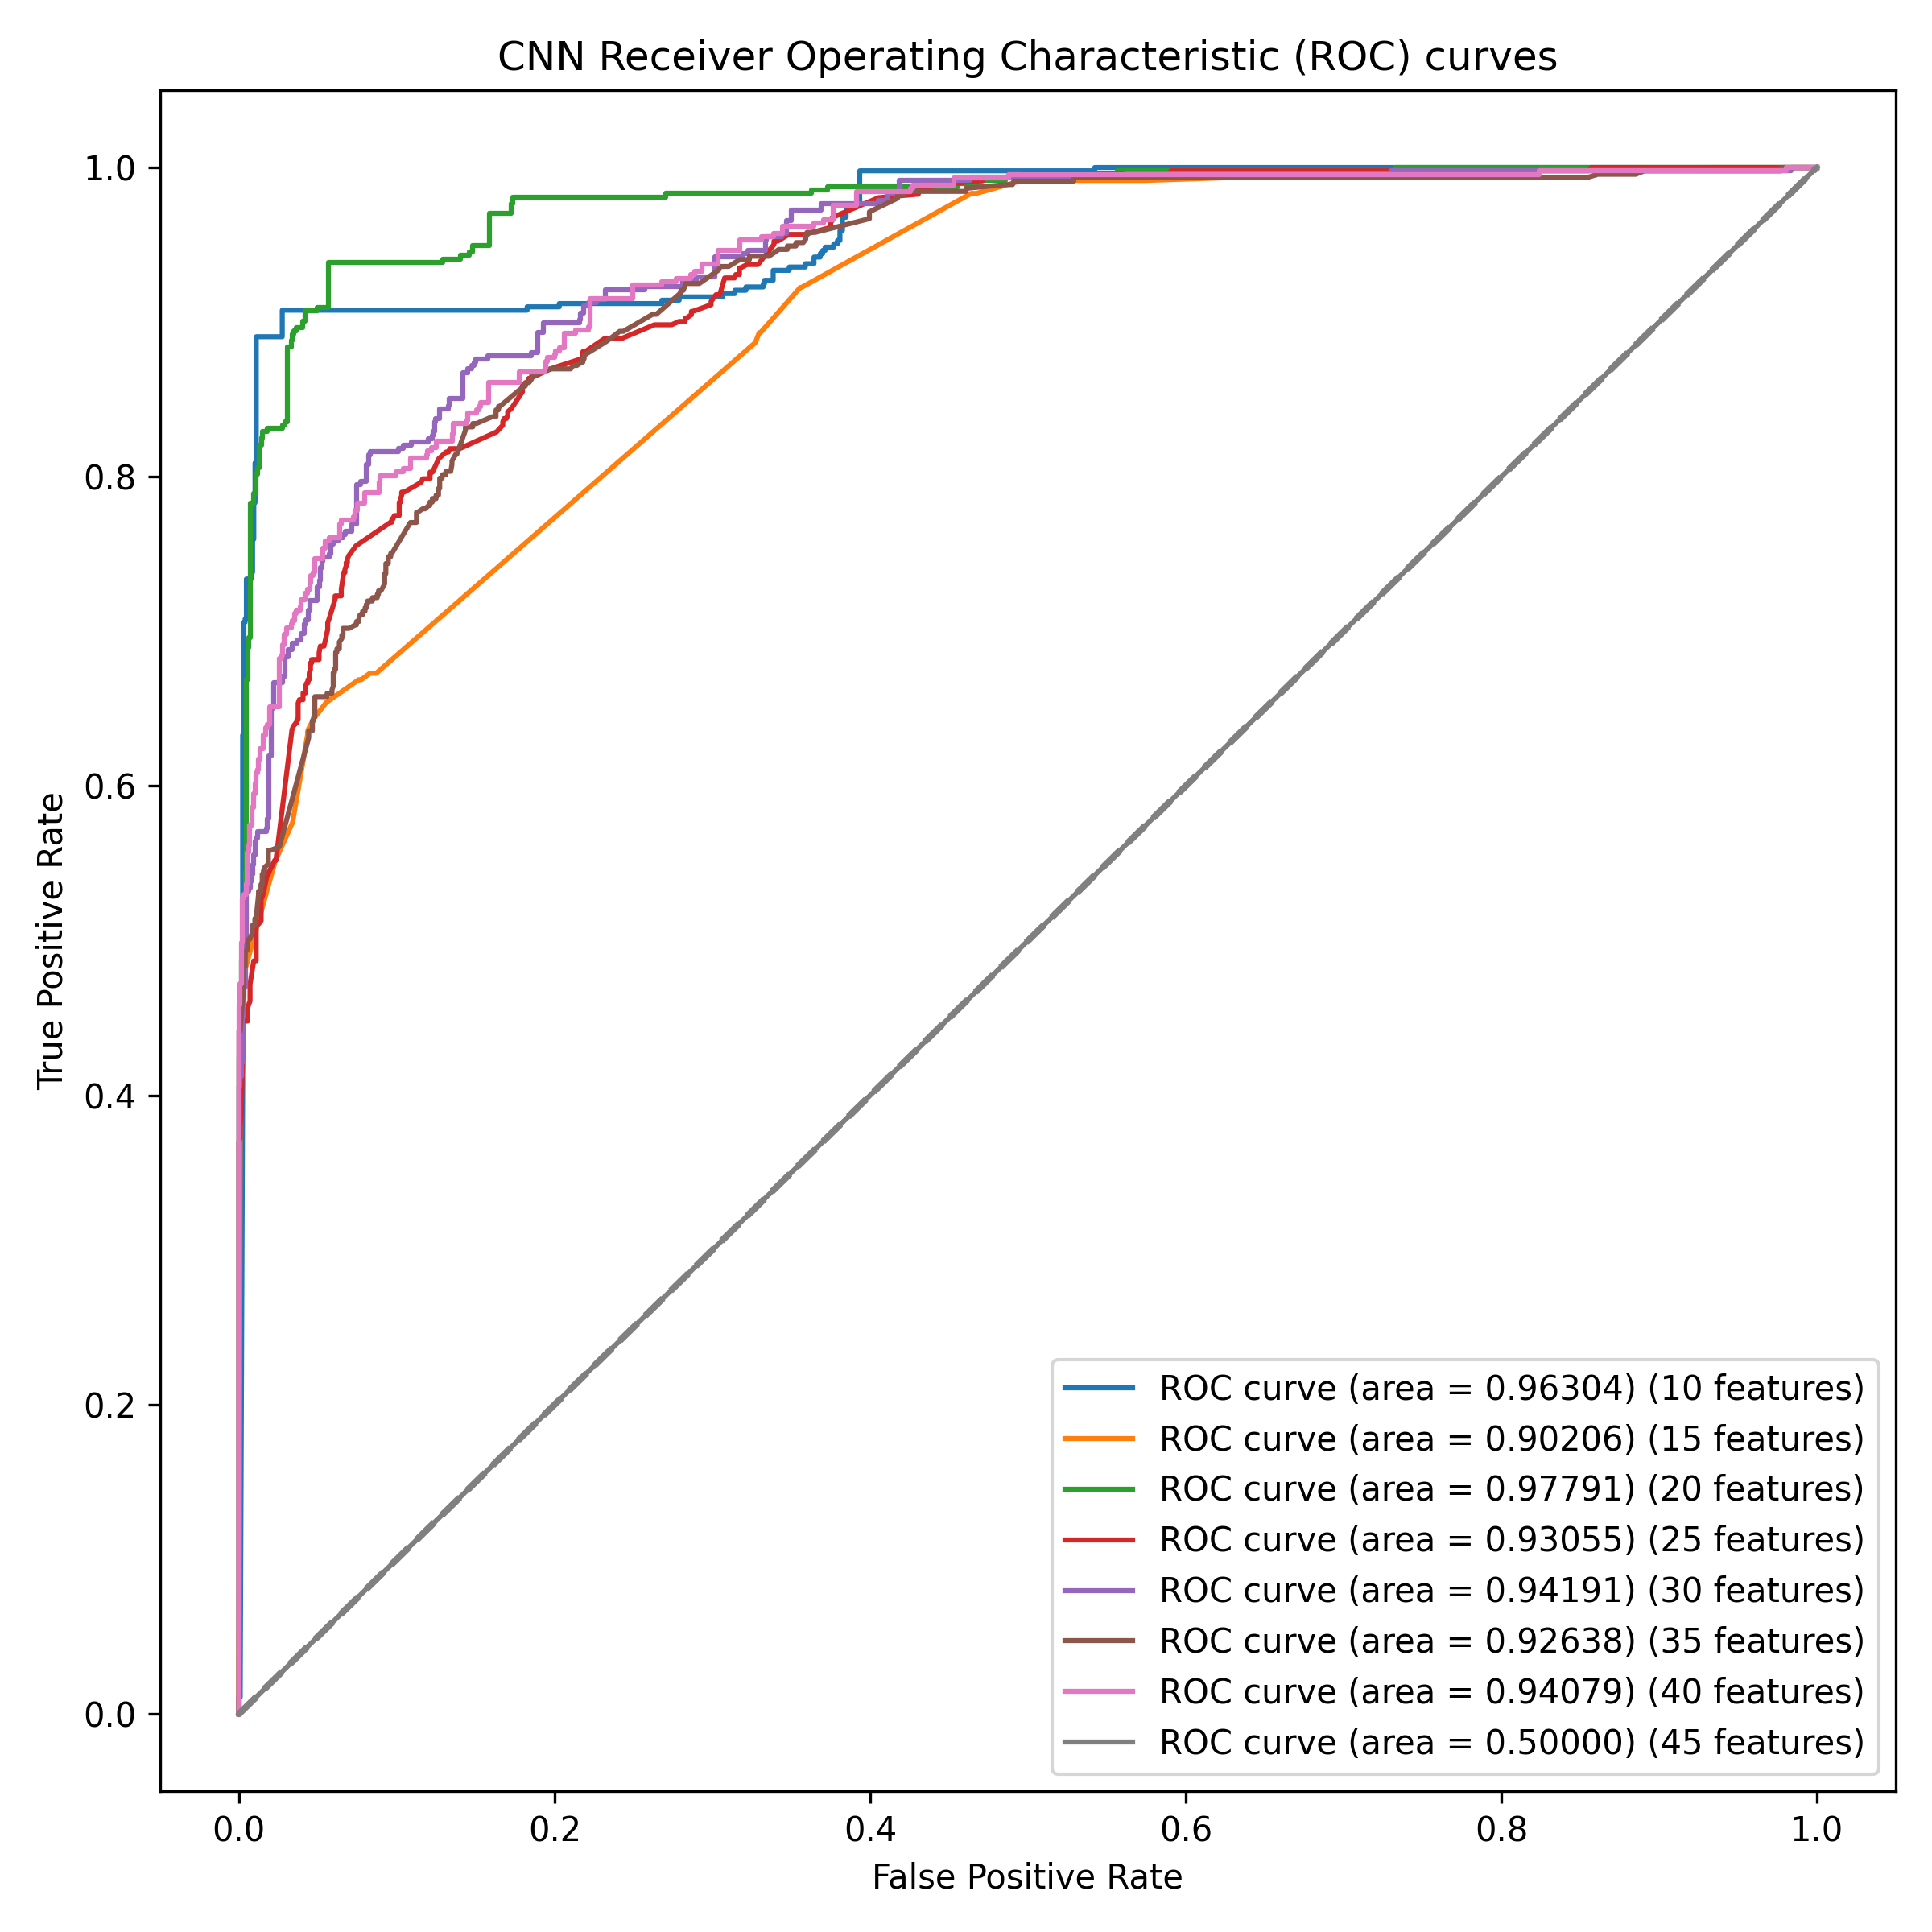 CNN Receiver Operating Characteristic (ROC) curves
True Positive Rate
1.0
0.8
0.6
0.4
0.2
0.0
ROC curve (area = 0.96304) (10 features)
ROC curve (area = 0.90206) (15 features)
ROC curve (area = 0.97791) (20 features)
ROC curve (area = 0.93055) (25 features)
ROC curve (area = 0.94191) (30 features)
ROC curve (area = 0.92638) (35 features)
ROC curve (area = 0.94079) (40 features)
ROC curve (area = 0.50000) (45 features)
0.0 0.2 0.4 0.6 0.8 1.0
False Positive Rate